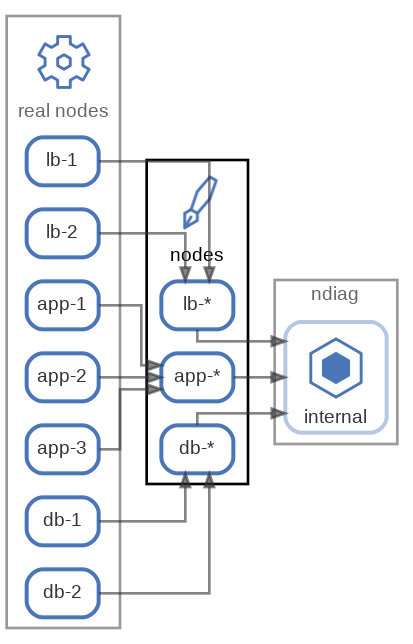 real nodes
lb-1
lb-2
app-1
app-2
app-3
db-1
db-2
nodes
lb-*
app-*
db-*
ndiag
internal